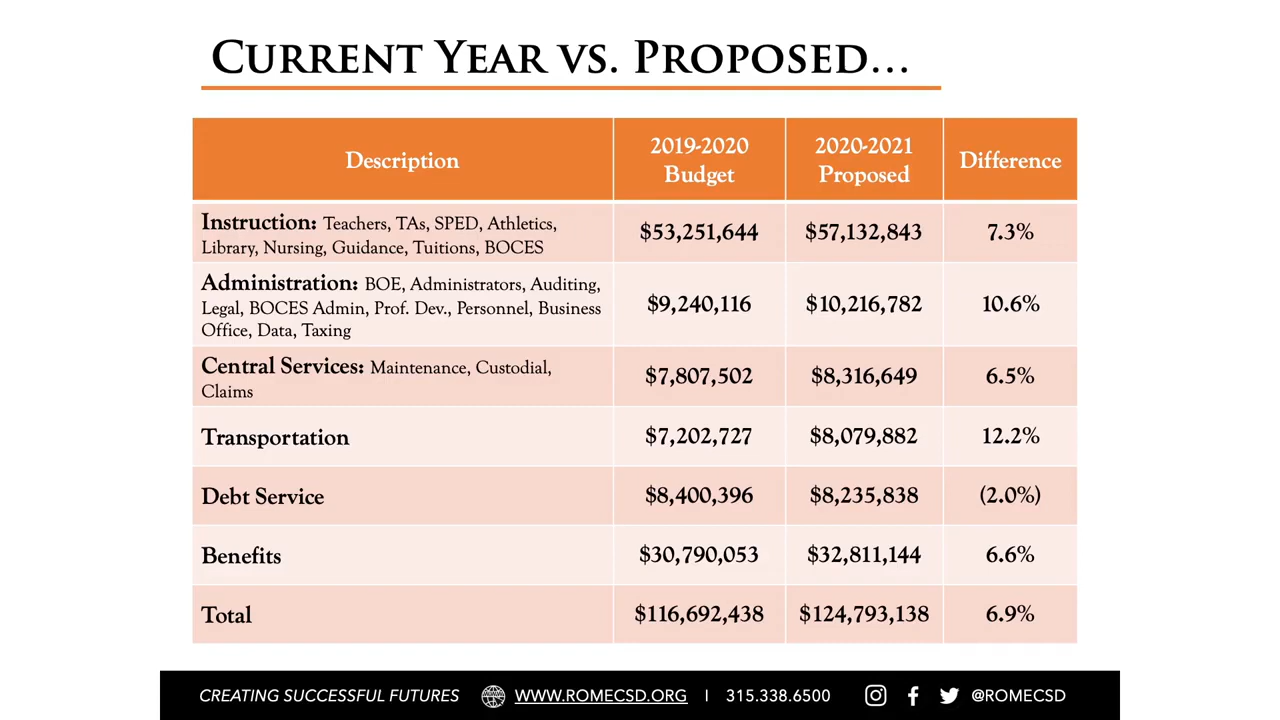 CURRENT YEAR VS. PROPOSED...
Description
2019-2020
Budget
2020-2021
Proposed
Difference
Instruction: Teachers, TAs, SPED, Athletics,
Library, Nursing, Guidance, Tuitions, BOCES
$53,251,644
$57,132,843
7.3%
Administration: BOE, Administrators, Auditing,
Legal, BOCES Admin, Prof. Dev., Personnel, Business
Office, Data, Taxing
$9,240,116
$10,216,782
10.6%
Central Services: Maintenance, Custodial,
Claims
$7,807,502
$8,316,649
6.5%
Transportation
$7,202,727
$8,079,882
12.2%
Debt Service
$8,400,396
$8,235,838
(2.0%)
Benefits
$30,790,053
$32,811,144
6.6%
Total
$116,692,438
$124,793,138
6.9%
CREATING SUCCESSFUL FUTURES WWW.ROMECSD.ORG | 315.338.6500 @ROMECSD